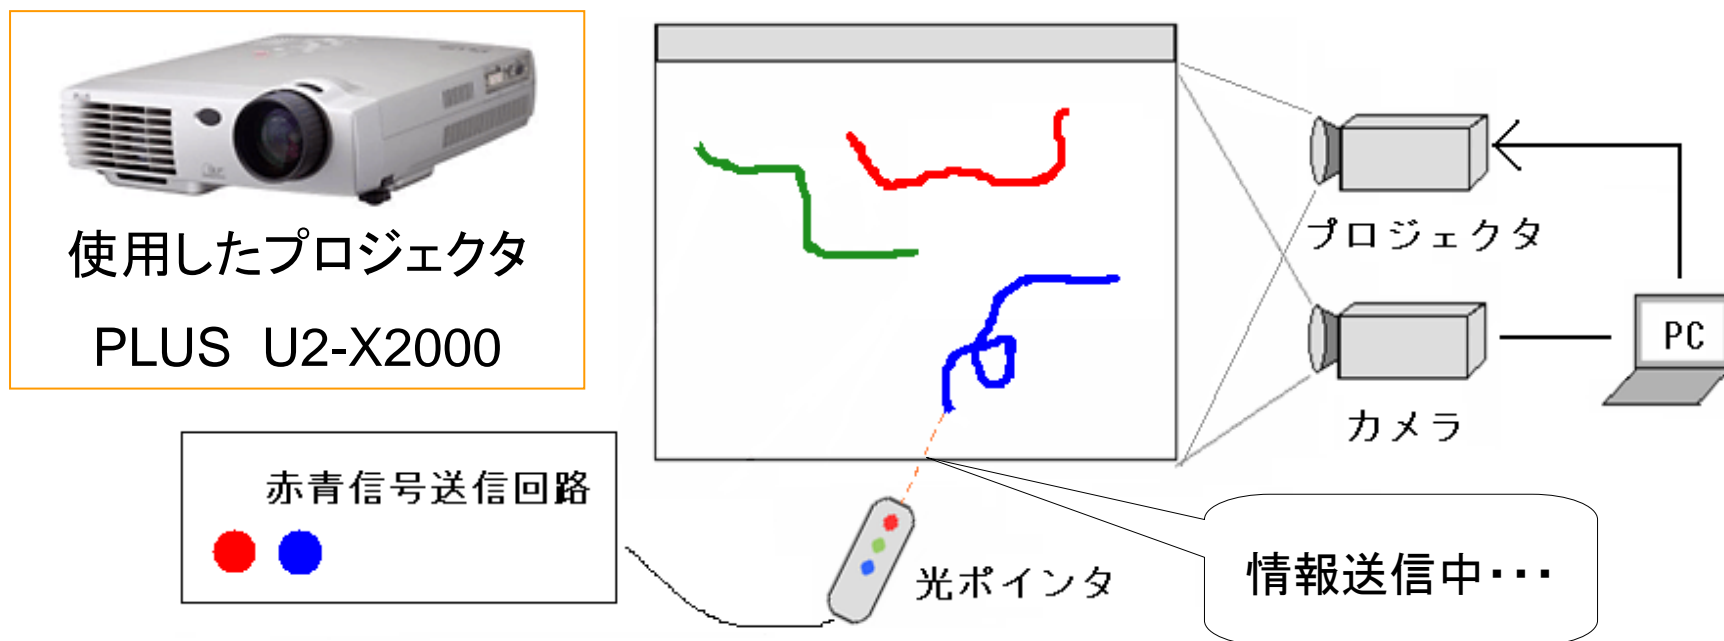 使用したプロジェクタ
PLUS U2-X2000
プロジェクタ
PC
カメラ
赤青信号送信回路
光ポインタ
情報送信中・・・